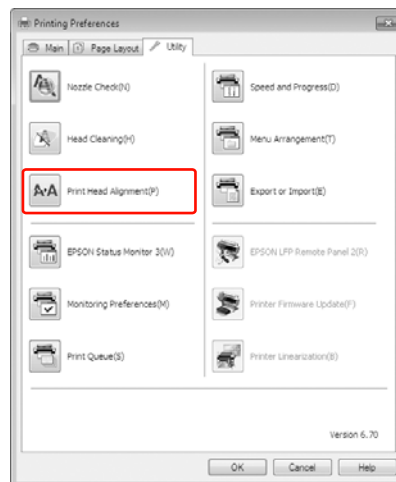 Printing Preferences
Main Page Layout Utility
Nozzle Check(N)
Speed and Progress(D)
Head Cleaning(H)
Menu Arrangement(T)
Print Head Alignment(P)
Export or Import(E)
EPSON Status Monitor 3(W)
EPSON LFP Remote Panel 2(R)
Monitoring Preferences(M)
Printer Firmware Update(F)
Print Queue(S)
Printer Linearization(B)
Version 6.70
OK Cancel Help